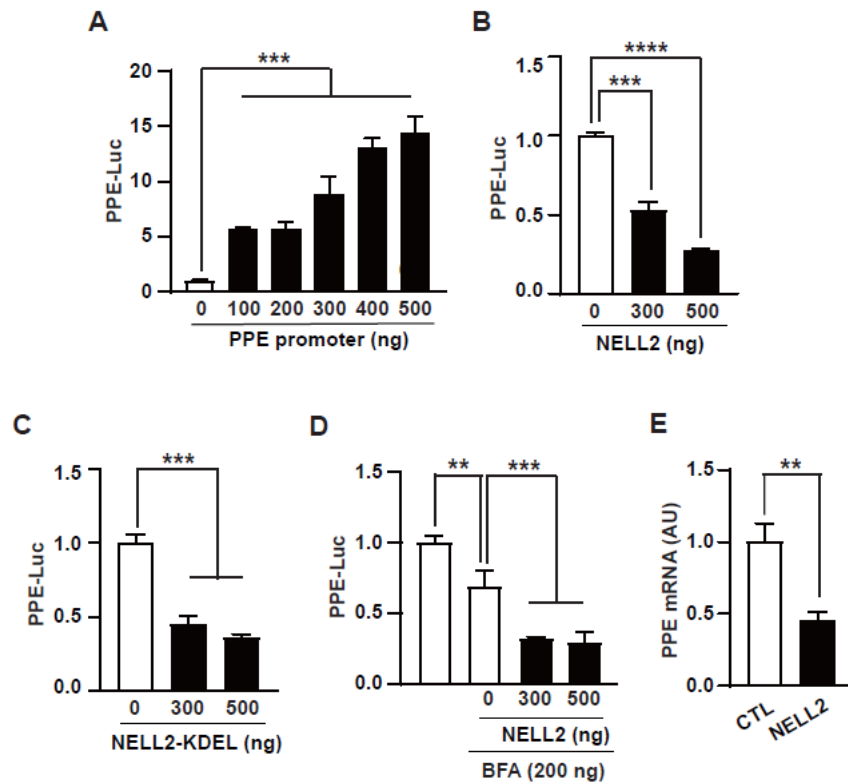 A
***
20
15
10
5
0
PPE-Luc
0 100 200 300 400 500
PPE promoter (ng)
B
****
***
1.5
1.0
0.5
0.0
PPE-Luc
0 300 500
NELL2 (ng)
C
***
1.5
1.0
0.5
0.0
PPE-Luc
0 300 500
NELL2-KDEL (ng)
D
** ***
1.5
1.0
0.5
0.0
PPE-Luc
0 300 500
NELL2 (ng)
BFA (200 ng)
E
**
1.5
1.0
0.5
0.0
PPE mRNA (AU)
CTL NELL2